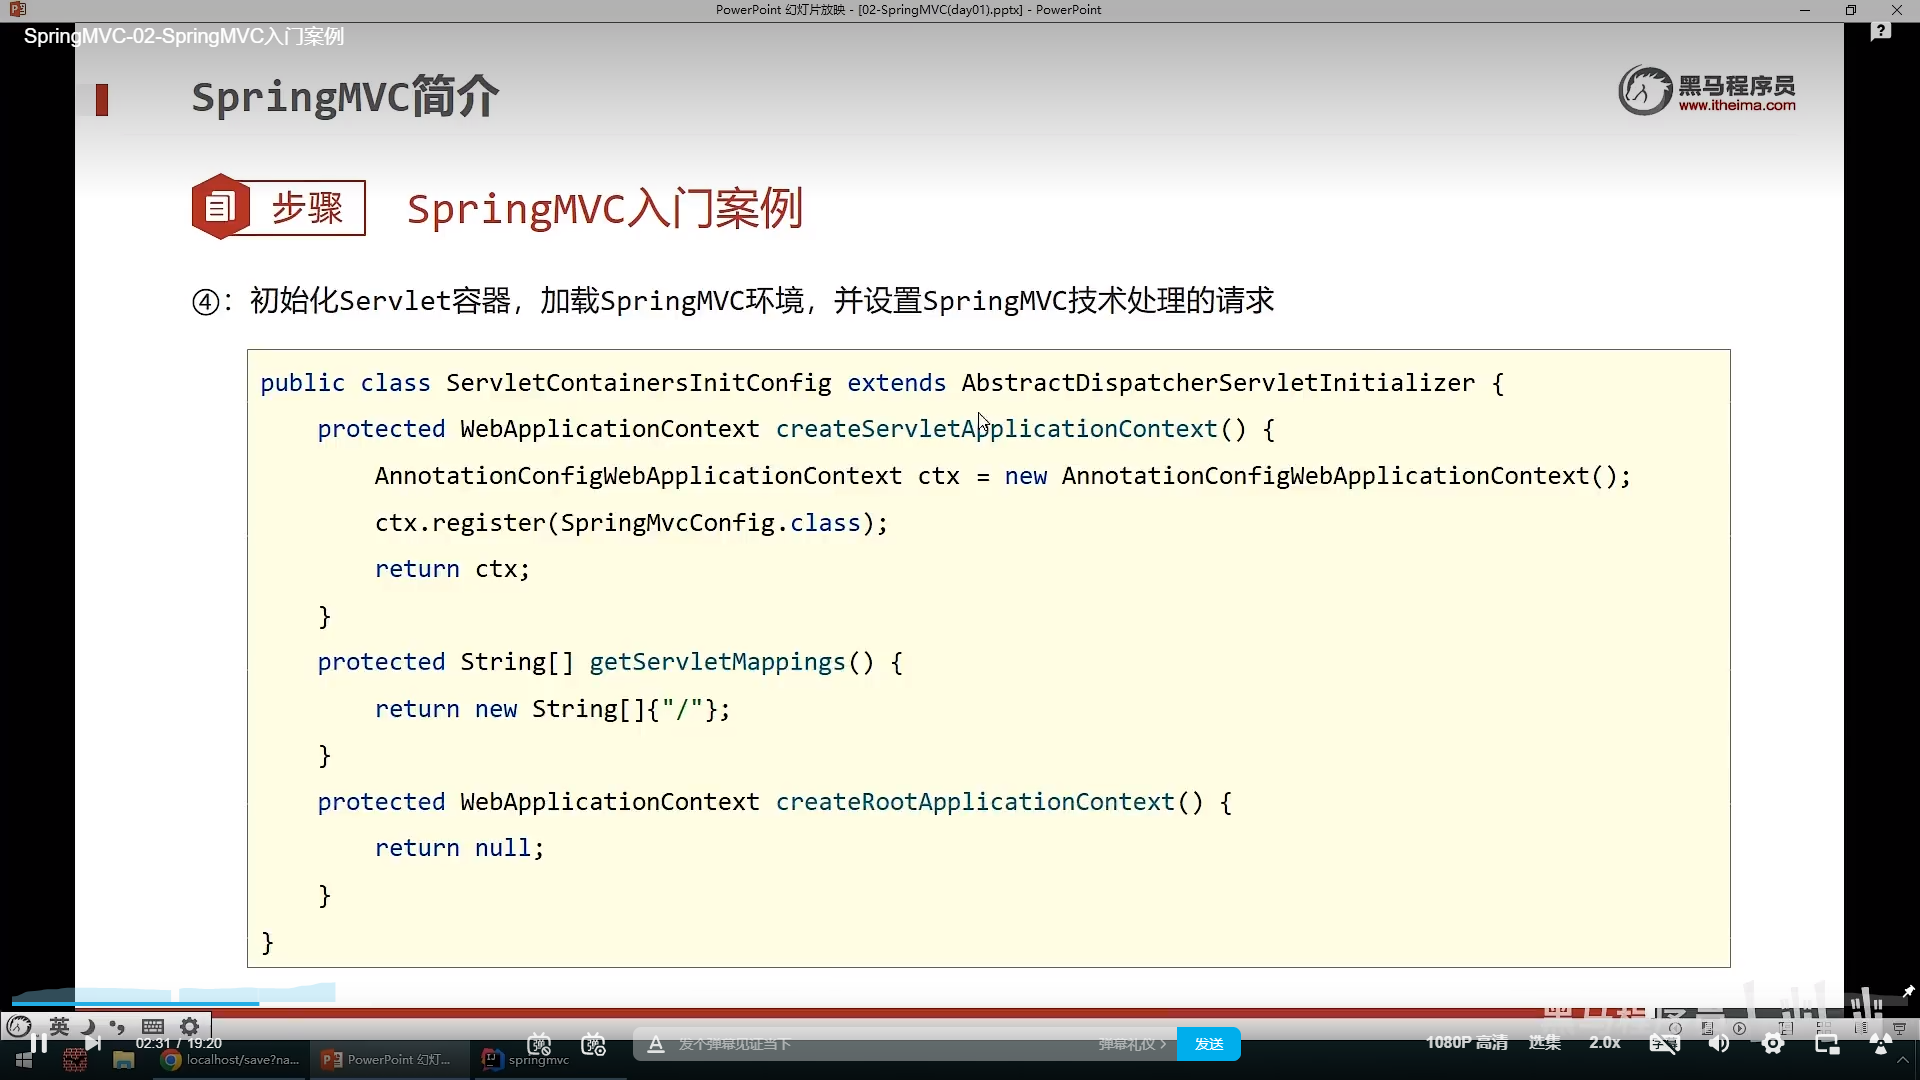 PowerPoint 幻灯片放映 - [02-SpringMVC(day01).pptx] - PowerPoint
SpringMVC-02-SpringMVC入门案例
SpringMVC简介
黑马程序员
www.itheima.com
步骤
SpringMVC入门案例
④：初始化Servlet容器，加载SpringMVC环境，并设置SpringMVC技术处理的请求
public class ServletContainersInitConfig extends AbstractDispatcherServletInitializer {
    protected WebApplicationContext createServletApplicationContext() {
        AnnotationConfigWebApplicationContext ctx = new AnnotationConfigWebApplicationContext();
        ctx.register(SpringMvcConfig.class);
        return ctx;
    }
    protected String[] getServletMappings() {
        return new String[]{"/"};
    }
    protected WebApplicationContext createRootApplicationContext() {
        return null;
    }
}
英
02:31 / 19:20
发个弹幕见证当下
弹幕礼仪 >
发送
1080P 高清
选集
2.0x
localhost/save?na...
PowerPoint 幻灯...
springmvc